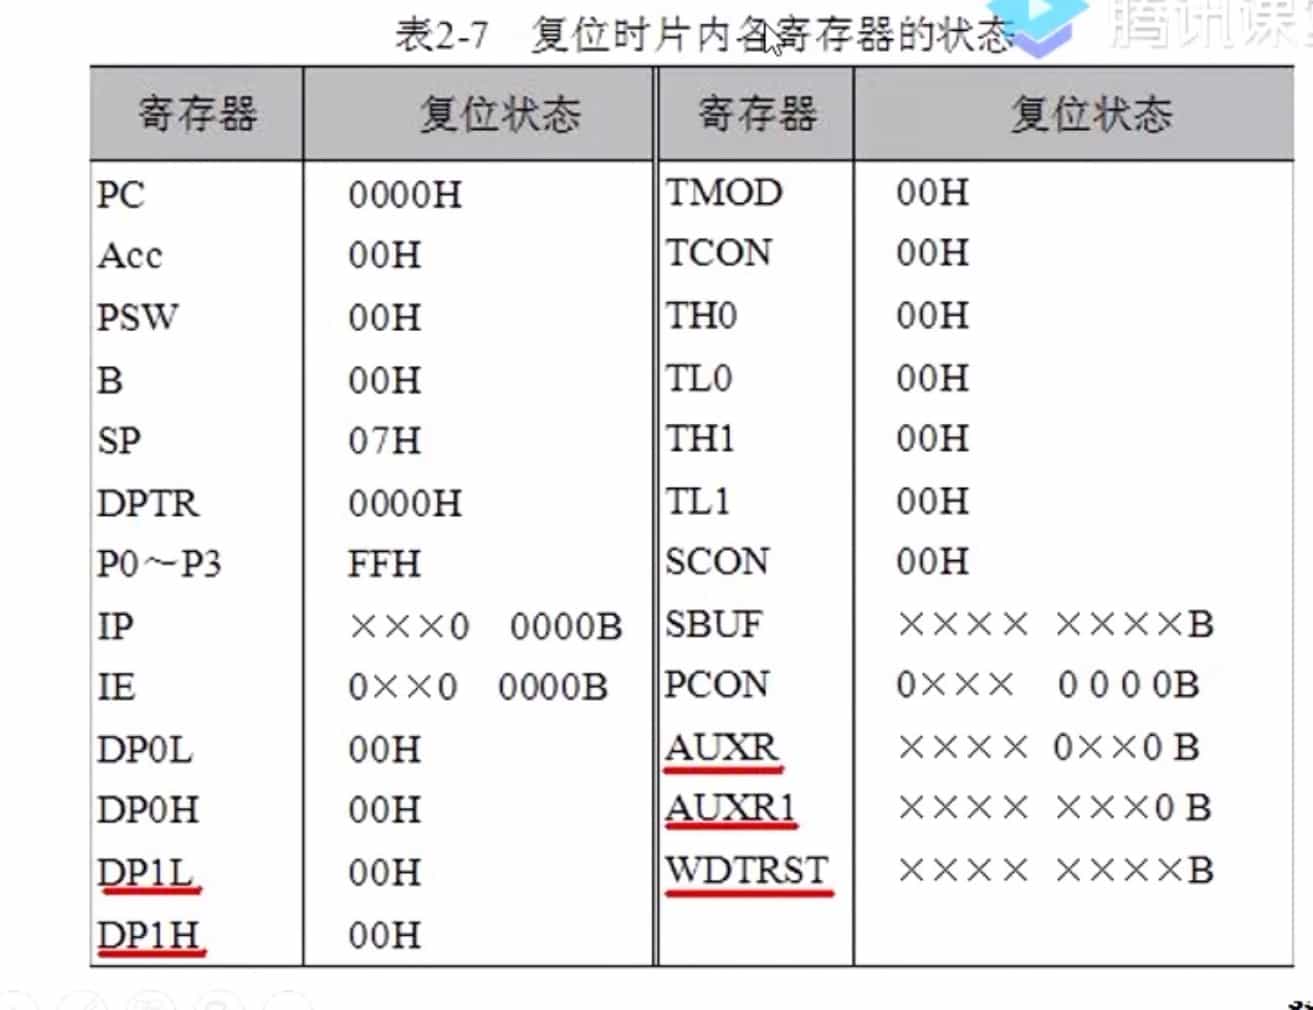 表2-7 复位时片内各寄存器的状态
腾讯课
寄存器 复位状态 寄存器 复位状态
PC 0000H TMOD 00H
Acc 00H TCON 00H
PSW 00H TH0 00H
B 00H TL0 00H
SP 07H TH1 00H
DPTR 0000H TL1 00H
P0～P3 FFH SCON 00H
IP ×××0 0000B SBUF ×××× ××××B
IE 0××0 0000B PCON 0××× 0 0 0 0B
DP0L 00H AUXR ×××× 0××0 B
DP0H 00H AUXR1 ×××× ×××0 B
DP1L 00H WDTRST ×××× ××××B
DP1H 00H